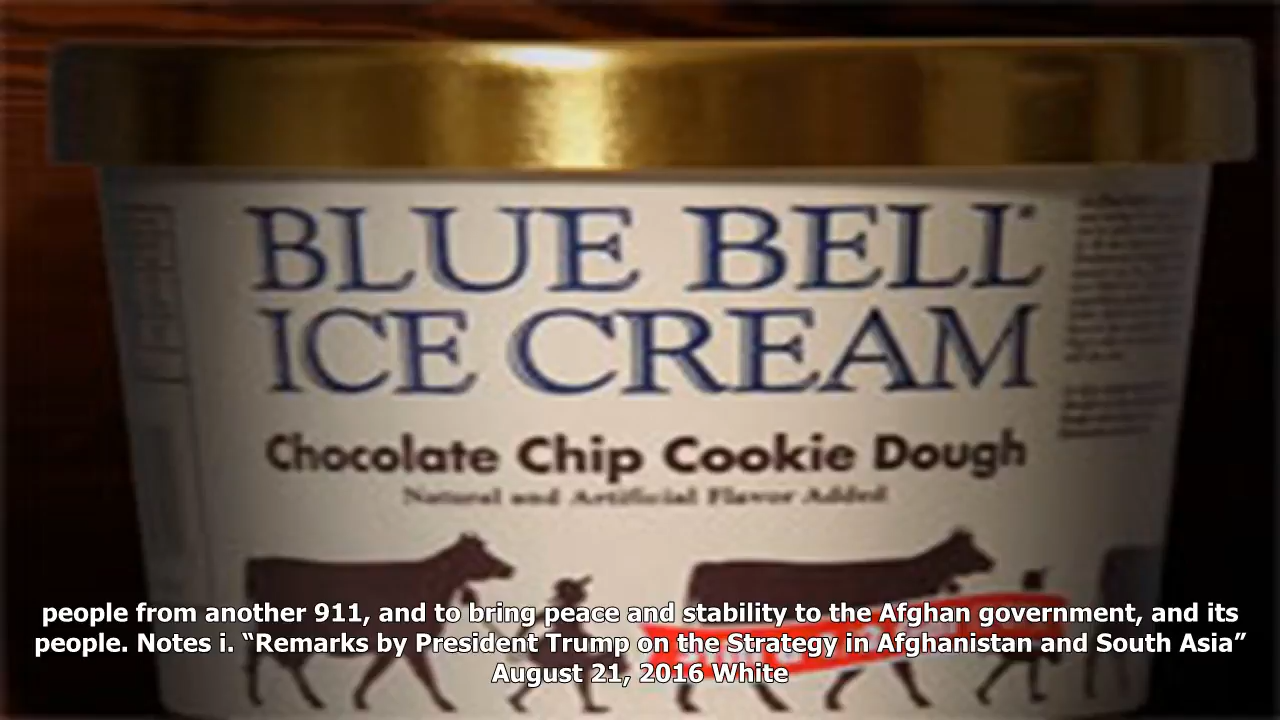 BLUE BELL
ICE CREAM
Chocolate Chip Cookie Dough
Natural and Artificial Flavor Added
people from another 911, and to bring peace and stability to the Afghan government, and its
people. Notes i. “Remarks by President Trump on the Strategy in Afghanistan and South Asia”
August 21, 2016 White